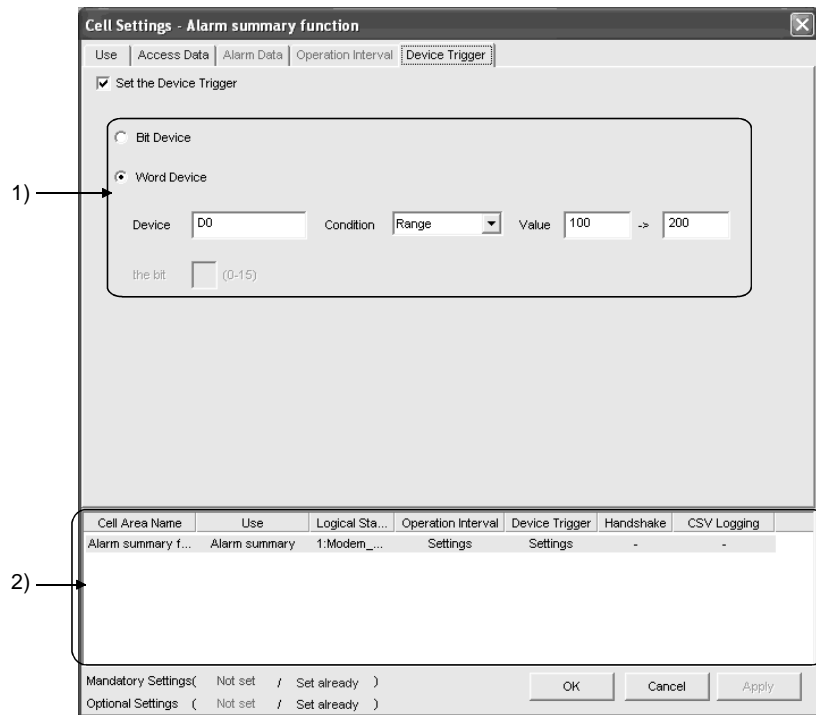 Cell Settings - Alarm summary function
Use Access Data Alarm Data Operation Interval Device Trigger
Set the Device Trigger
Bit Device
1)
Word Device
Device D0 Condition Range Value 100 -> 200
the bit (0-15)
Cell Area Name Use Logical Sta... Operation Interval Device Trigger Handshake CSV Logging
Alarm summary f... Alarm summary 1:Modem_... Settings Settings - -
2)
Mandatory Settings( Not set / Set already )
Optional Settings ( Not set / Set already )
OK Cancel Apply